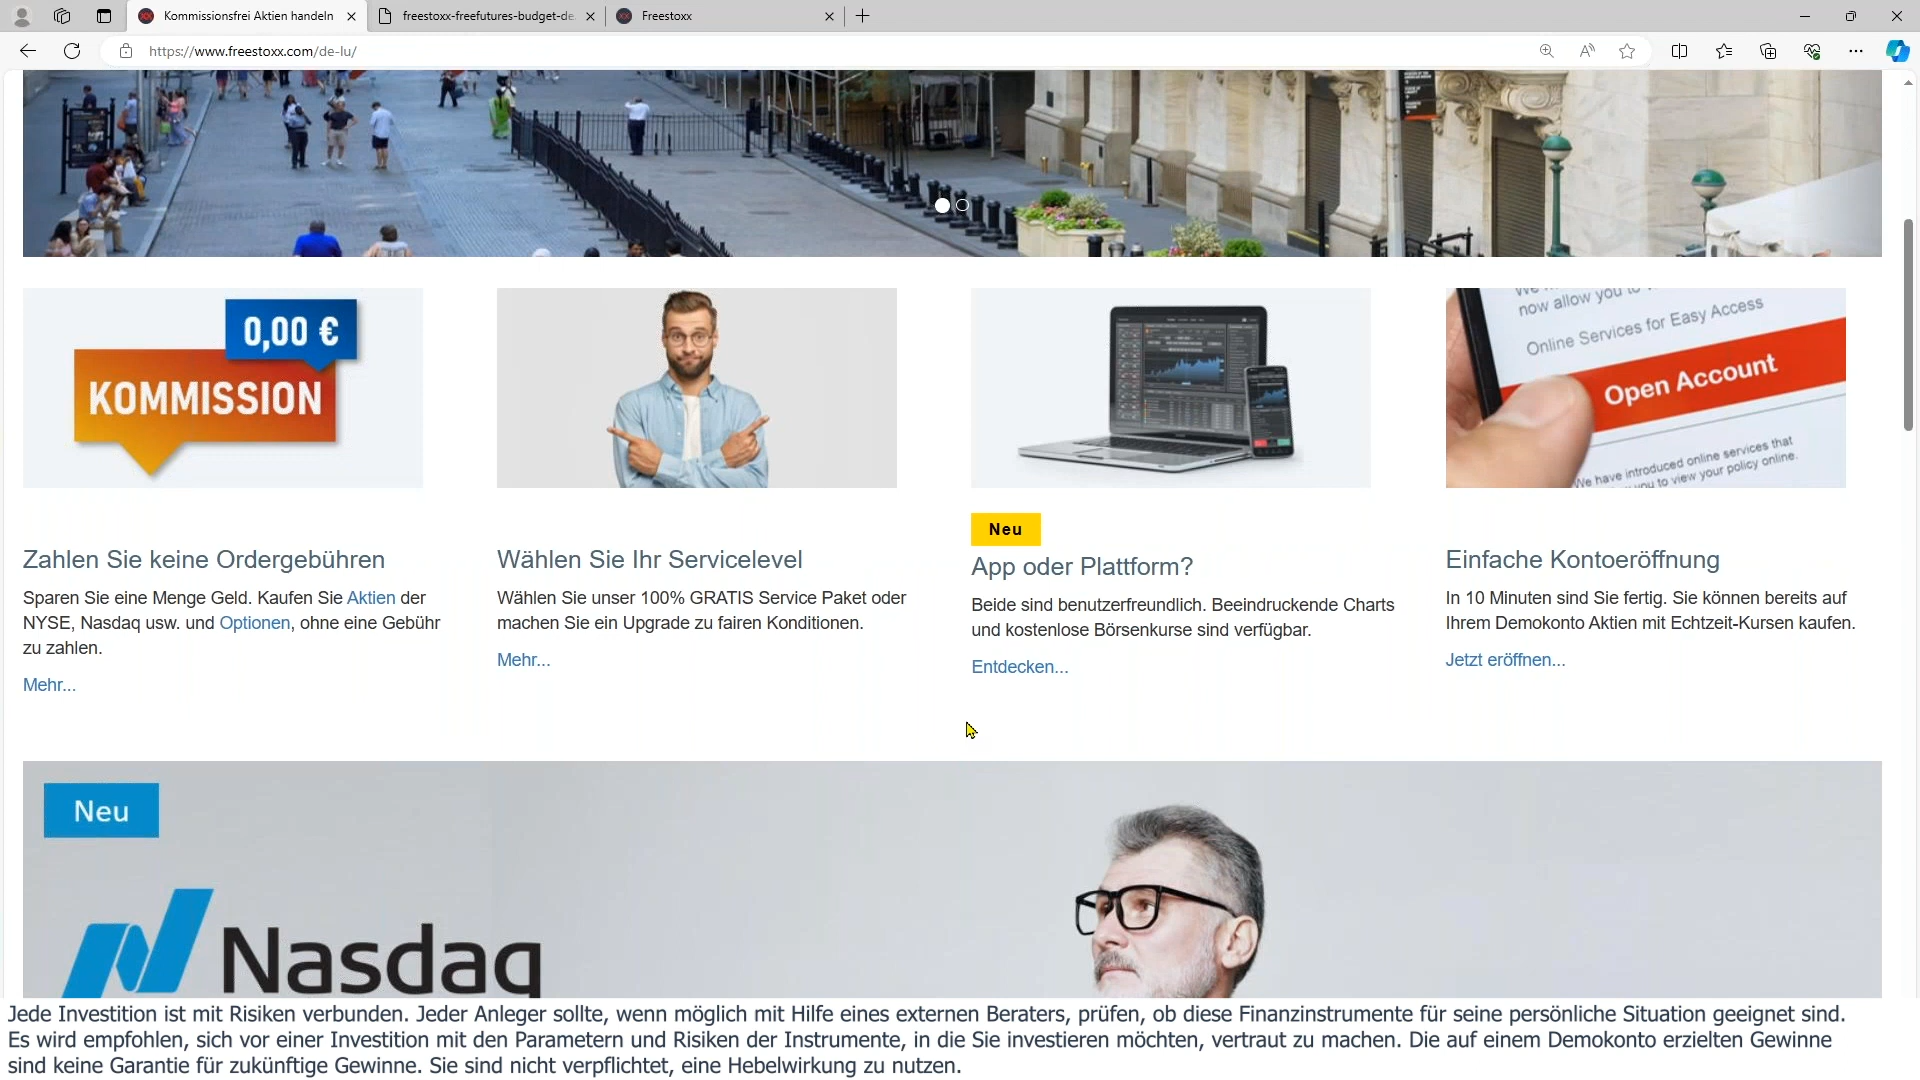 Kommissionsfrei Aktien handeln
freestoxx-freefutures-budget-de
Freestoxx
https://www.freestoxx.com/de-lu/
0,00 €
KOMMISSION
now allow you to
Online Services for Easy Access
Open Account
We have introduced online services that
you to view your policy online.
Neu
Zahlen Sie keine Ordergebühren
Sparen Sie eine Menge Geld. Kaufen Sie Aktien der
NYSE, Nasdaq usw. und Optionen, ohne eine Gebühr
zu zahlen.
Mehr...
Wählen Sie Ihr Servicelevel
Wählen Sie unser 100% GRATIS Service Paket oder
machen Sie ein Upgrade zu fairen Konditionen.
Mehr...
App oder Plattform?
Beide sind benutzerfreundlich. Beeindruckende Charts
und kostenlose Börsenkurse sind verfügbar.
Entdecken...
Einfache Kontoeröffnung
In 10 Minuten sind Sie fertig. Sie können bereits auf
Ihrem Demokonto Aktien mit Echtzeit-Kursen kaufen.
Jetzt eröffnen...
Neu
Nasdaq
Jede Investition ist mit Risiken verbunden. Jeder Anleger sollte, wenn möglich mit Hilfe eines externen Beraters, prüfen, ob diese Finanzinstrumente für seine persönliche Situation geeignet sind.
Es wird empfohlen, sich vor einer Investition mit den Parametern und Risiken der Instrumente, in die Sie investieren möchten, vertraut zu machen. Die auf einem Demokonto erzielten Gewinne
sind keine Garantie für zukünftige Gewinne. Sie sind nicht verpflichtet, eine Hebelwirkung zu nutzen.